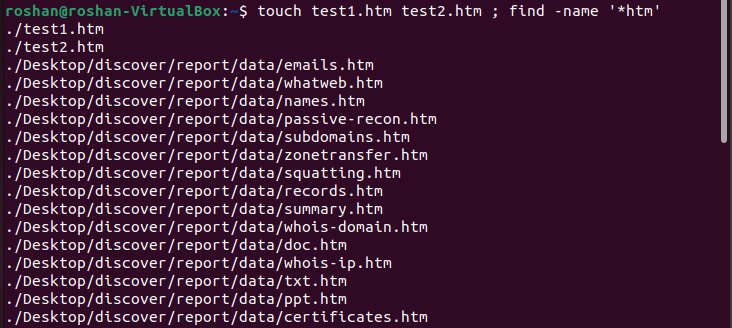 roshan@roshan-VirtualBox:~$ touch test1.htm test2.htm ; find -name '*htm'
./test1.htm
./test2.htm
./Desktop/discover/report/data/emails.htm
./Desktop/discover/report/data/whatweb.htm
./Desktop/discover/report/data/names.htm
./Desktop/discover/report/data/passive-recon.htm
./Desktop/discover/report/data/subdomains.htm
./Desktop/discover/report/data/zonetransfer.htm
./Desktop/discover/report/data/squatting.htm
./Desktop/discover/report/data/records.htm
./Desktop/discover/report/data/summary.htm
./Desktop/discover/report/data/whois-domain.htm
./Desktop/discover/report/data/doc.htm
./Desktop/discover/report/data/whois-ip.htm
./Desktop/discover/report/data/txt.htm
./Desktop/discover/report/data/ppt.htm
./Desktop/discover/report/data/certificates.htm